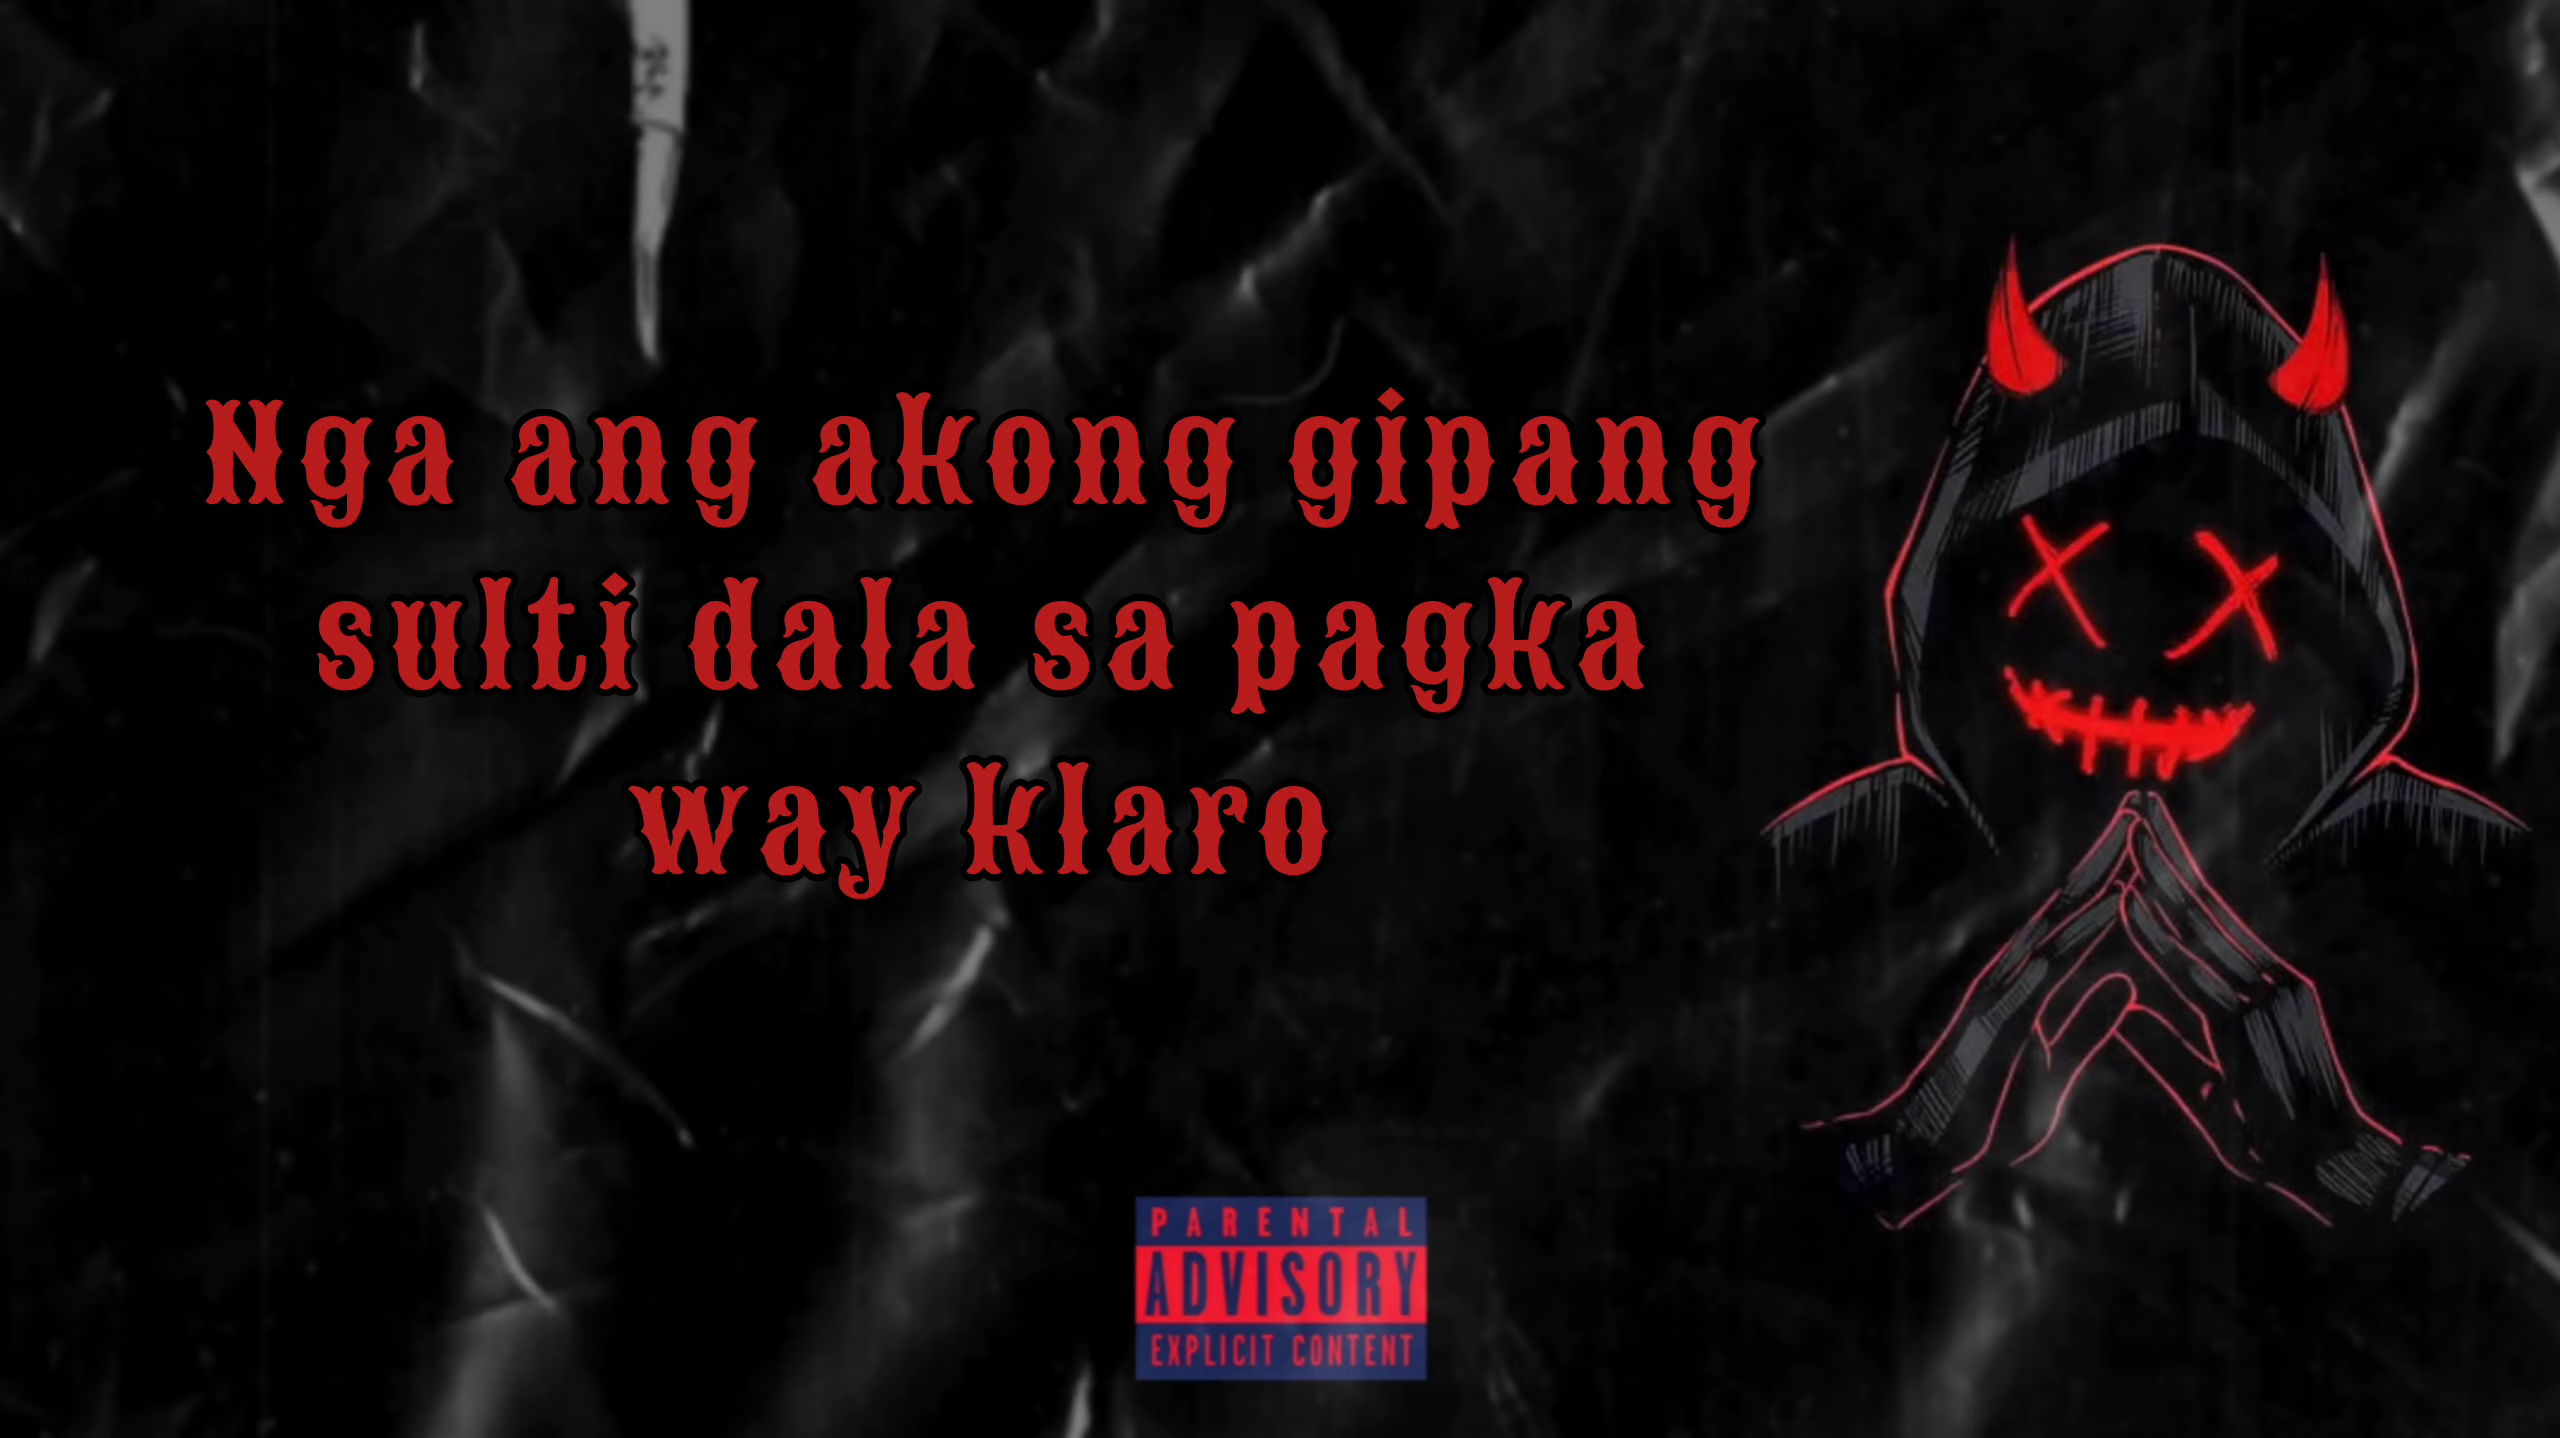 Nga ang akong gipang
sulti dala sa pagka
way klaro
PARENTAL
ADVISORY
EXPLICIT CONTENT